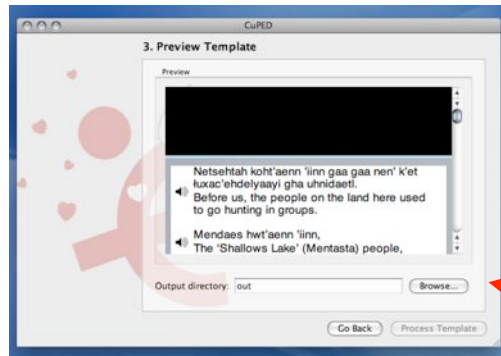 CuPED
3. Preview Template
Preview
Netsehtah koht'aenn 'iinn gaa gaa nen' k'et
łuxac'ehdelyaayi gha uhnidaetl.
Before us, the people on the land here used
to go hunting in groups.
Mendaes hwt'aenn 'iinn,
The 'Shallows Lake' (Mentasta) people,
Output directory: out Browse...
Go Back Process Template